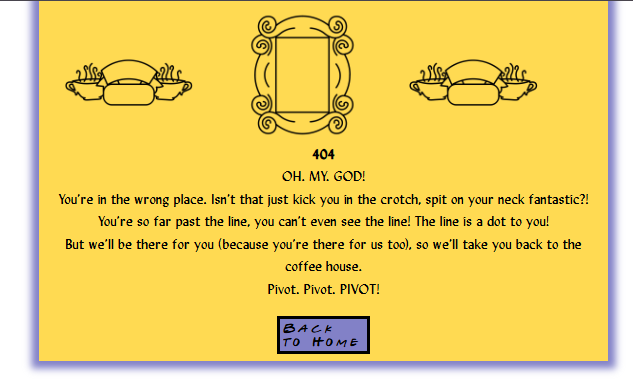 404
OH. MY. GOD!
You're in the wrong place. Isn't that just kick you in the crotch, spit on your neck fantastic?!
You're so far past the line, you can't even see the line! The line is a dot to you!
But we'll be there for you (because you're there for us too), so we'll take you back to the
coffee house.
Pivot. Pivot. PIVOT!
BACK
TO HOME